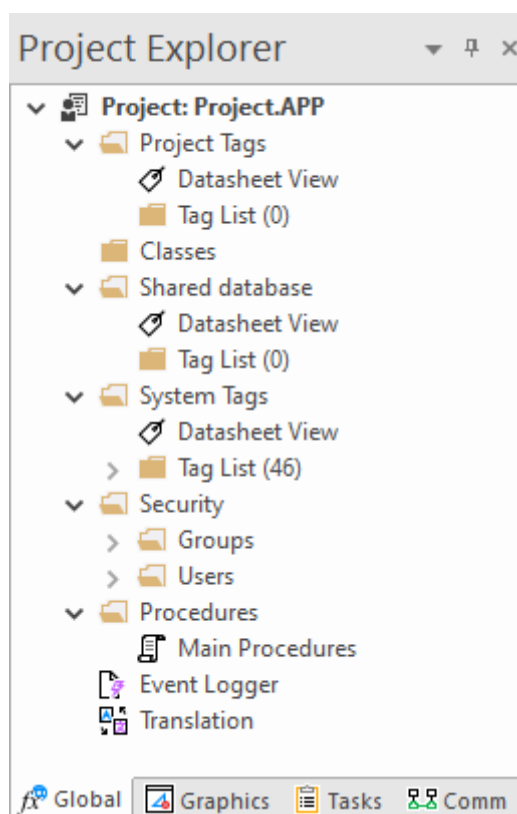 Project Explorer
Project: Project.APP
Project Tags
Datasheet View
Tag List (0)
Classes
Shared database
Datasheet View
Tag List (0)
System Tags
Datasheet View
Tag List (46)
Security
Groups
Users
Procedures
Main Procedures
Event Logger
Translation
Global Graphics Tasks Comm